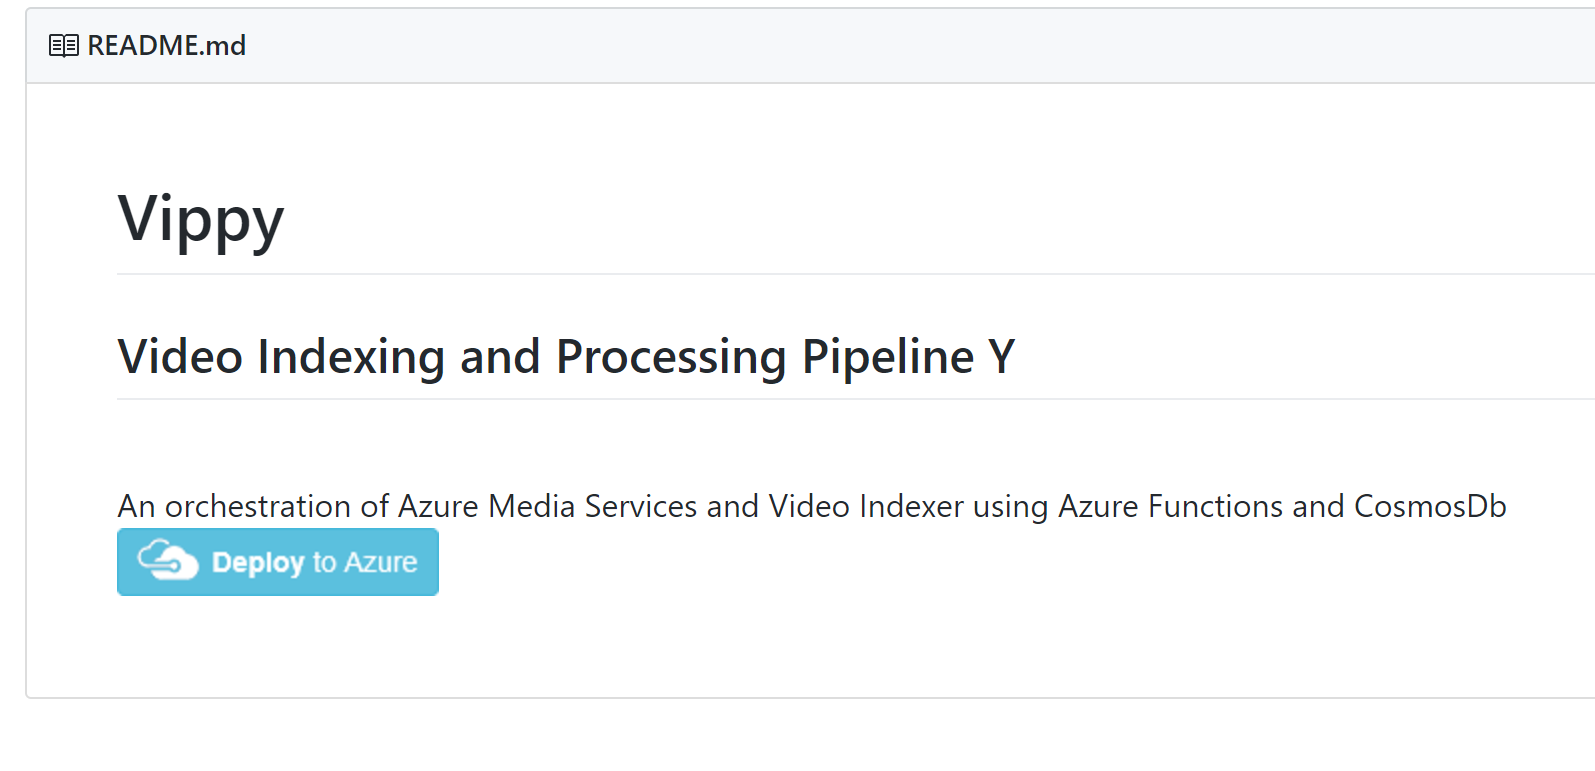 README.md
Vippy
Video Indexing and Processing Pipeline Y
An orchestration of Azure Media Services and Video Indexer using Azure Functions and CosmosDb
Deploy to Azure